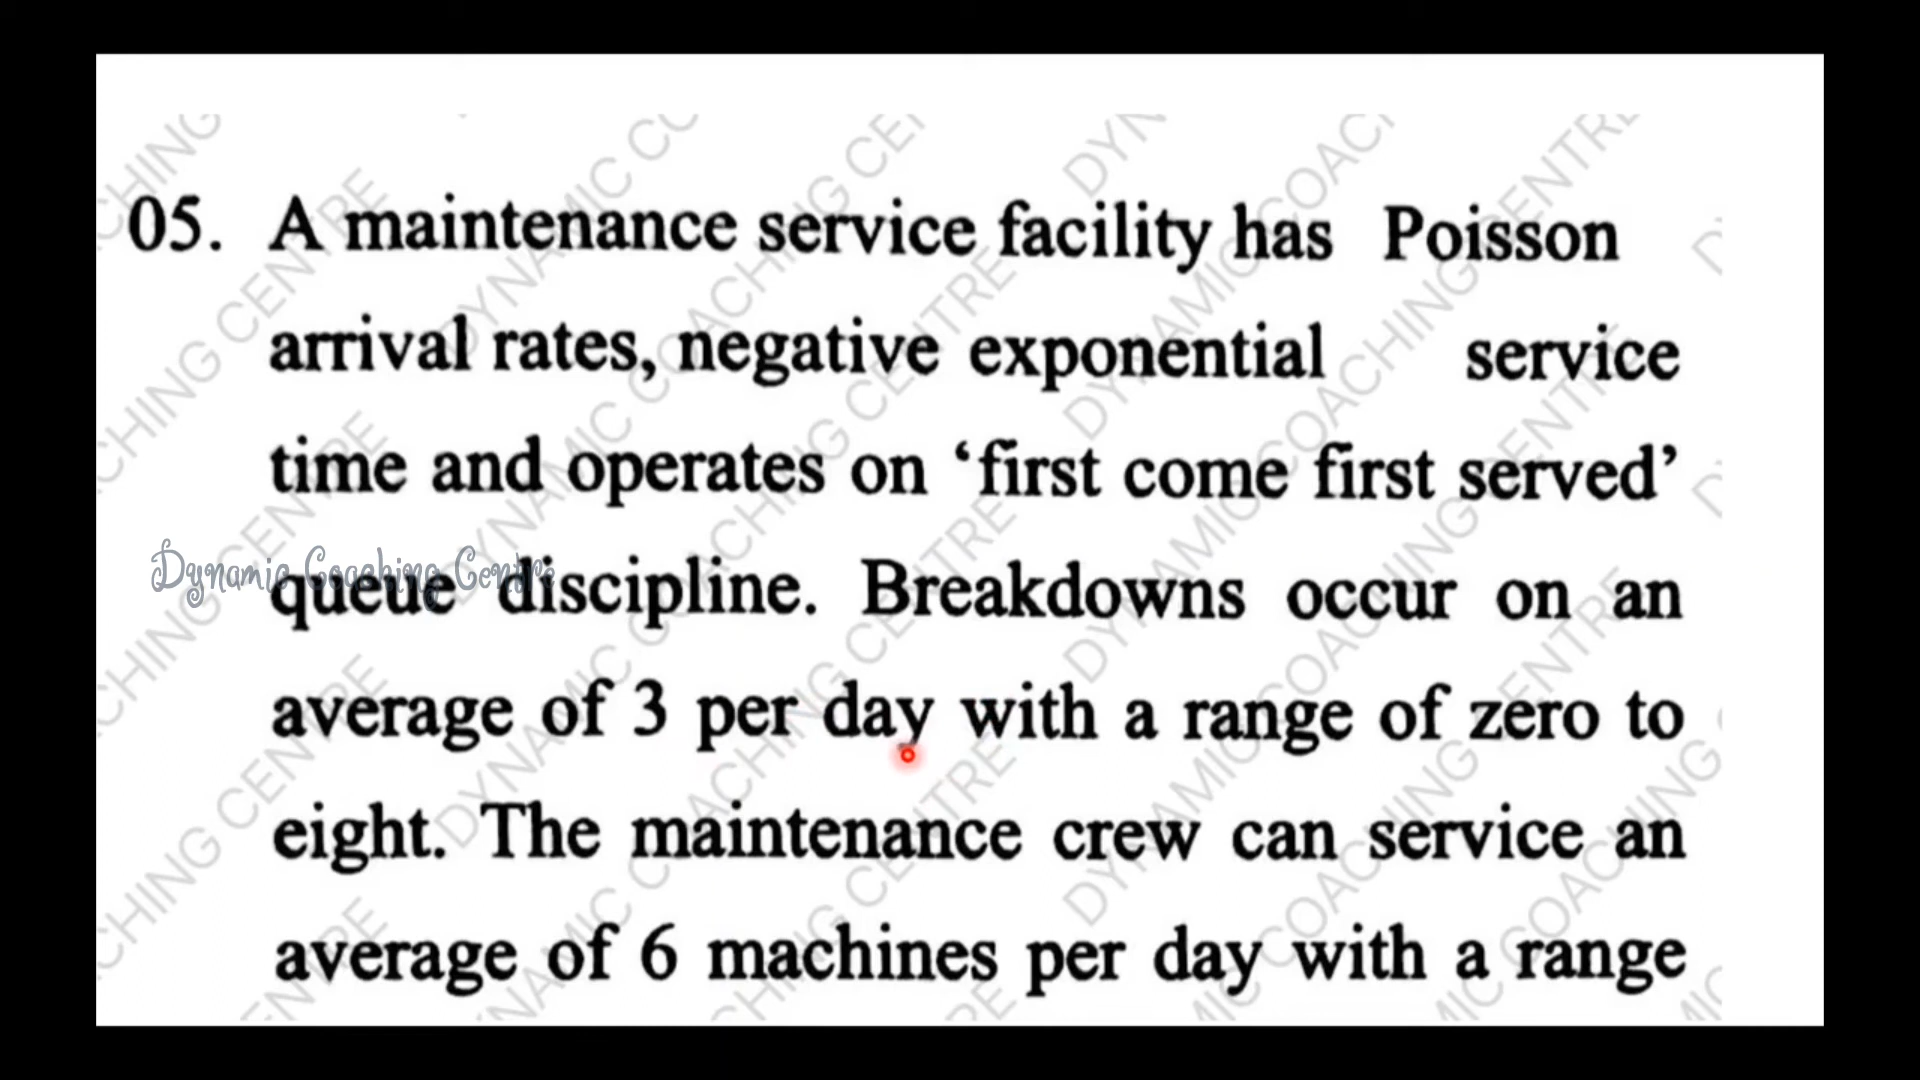 05. A maintenance service facility has Poisson
arrival rates, negative exponential service
time and operates on ‘first come first served’
Dynamic Coaching Centre
queue discipline. Breakdowns occur on an
average of 3 per day with a range of zero to
eight. The maintenance crew can service an
average of 6 machines per day with a range